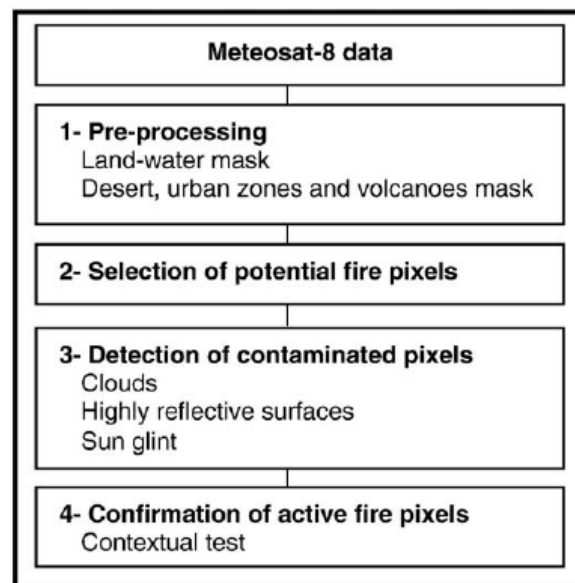 Meteosat-8 data
1- Pre-processing
Land-water mask
Desert, urban zones and volcanoes mask
2- Selection of potential fire pixels
3- Detection of contaminated pixels
Clouds
Highly reflective surfaces
Sun glint
4- Confirmation of active fire pixels
Contextual test